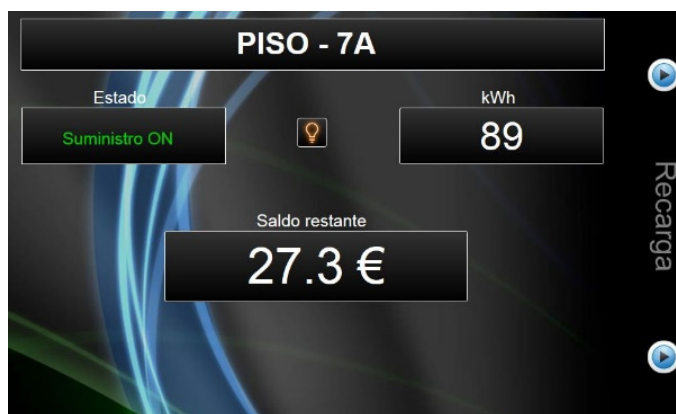 PISO - 7A
Estado
kWh
Suministro ON
89
Saldo restante
27.3 €
Recarga